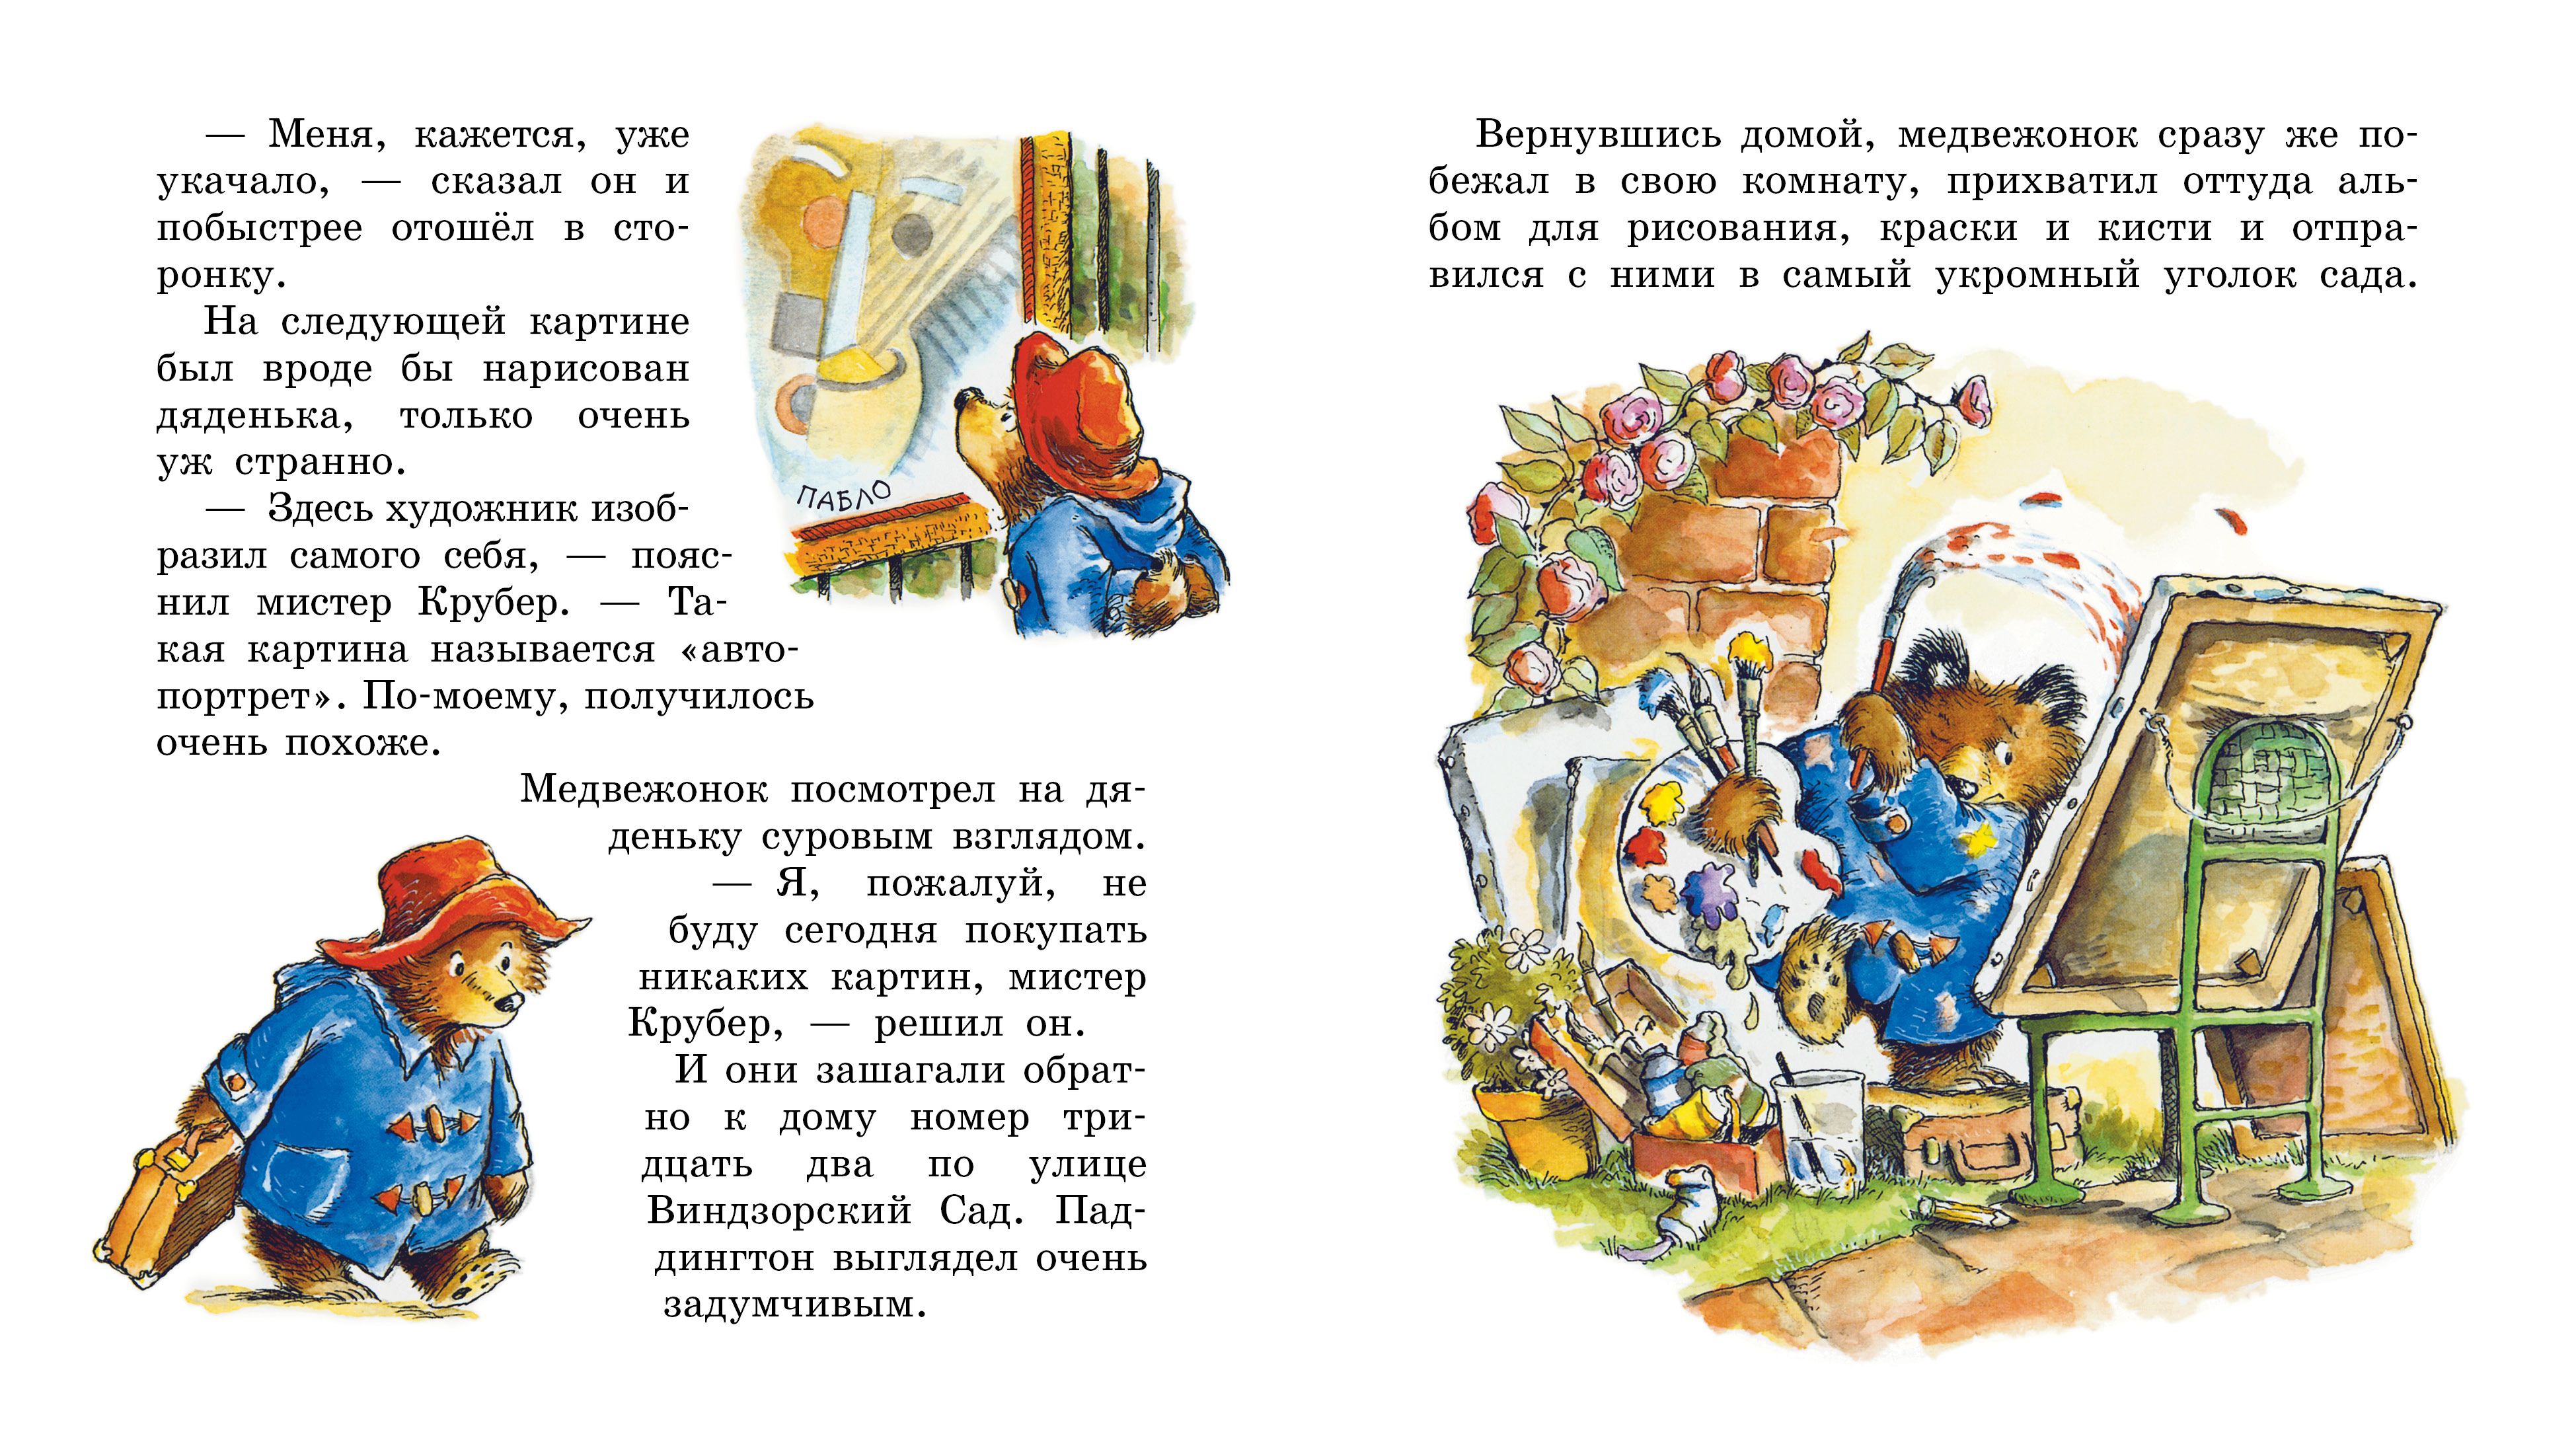 — Меня, кажется, уже
укачало, — сказал он и
побыстрее отошёл в сто-
ронку.
На следующей картине
был вроде бы нарисован
дяденька, только очень
уж странно.
— Здесь художник изоб-
разил самого себя, — пояс-
нил мистер Крубер. — Та-
кая картина называется «авто-
портрет». По-моему, получилось
очень похоже.
ПАБЛО
Медвежонок посмотрел на дя-
деньку суровым взглядом.
— Я, пожалуй, не
буду сегодня покупать
никаких картин, мистер
Крубер, — решил он.
И они зашагали обрат-
но к дому номер три-
дцать два по улице
Виндзорский Сад. Пад-
дингтон выглядел очень
задумчивым.
Вернувшись домой, медвежонок сразу же по-
бежал в свою комнату, прихватил оттуда аль-
бом для рисования, краски и кисти и отпра-
вился с ними в самый укромный уголок сада.